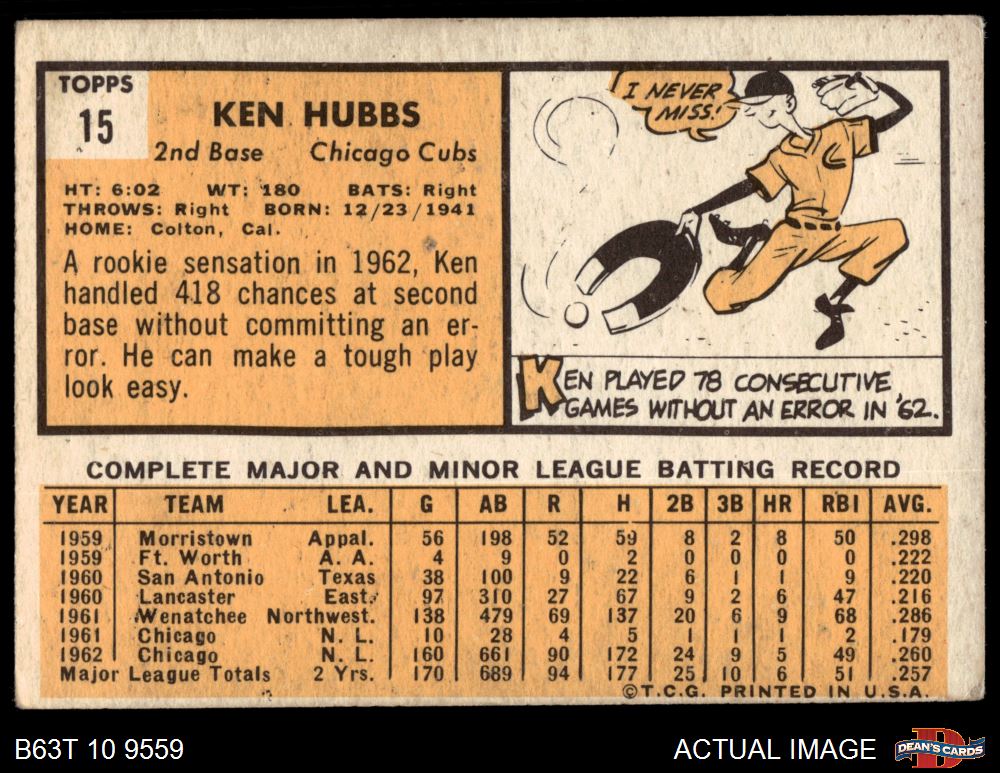 TOPPS
15
KEN HUBBS
2nd Base Chicago Cubs
HT: 6:02 WT: 180 BATS: Right
THROWS: Right BORN: 12/23/1941
HOME: Colton, Cal.
A rookie sensation in 1962, Ken
handled 418 chances at second
base without committing an er-
ror. He can make a tough play
look easy.
I NEVER
MISS!
C
KEN PLAYED 78 CONSECUTIVE
GAMES WITHOUT AN ERROR IN '62.
COMPLETE MAJOR AND MINOR LEAGUE BATTING RECORD
YEAR TEAM LEA. G AB R H 2B 3B HR RBI AVG.
1959 Morristown Appal. 56 198 52 59 8 2 8 50 .298
1959 Ft. Worth A. A. 4 9 0 2 0 0 0 0 .222
1960 San Antonio Texas 38 100 9 22 6 1 1 9 .220
1960 Lancaster East. 97 310 27 67 9 2 6 47 .216
1961 Wenatchee Northwest. 138 479 69 137 20 6 9 68 .286
1961 Chicago N. L. 10 28 4 5 1 1 1 2 .179
1962 Chicago N. L. 160 661 90 172 24 9 5 49 .260
Major League Totals 2 Yrs. 170 689 94 177 25 10 6 51 .257
©T.C.G. PRINTED IN U.S.A.
B63T 10 9559
ACTUAL IMAGE
D
DEAN'S CARDS